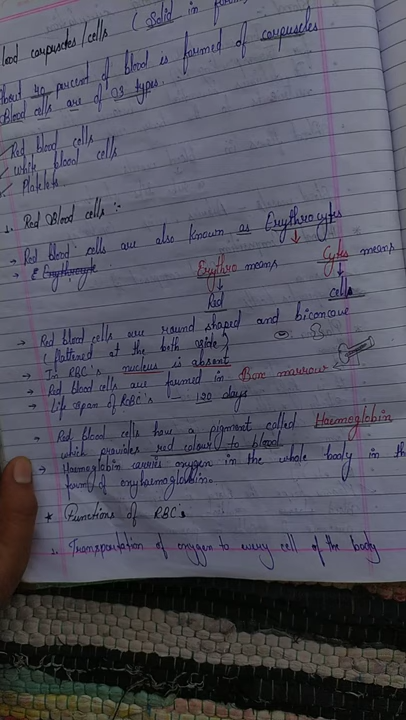 Blood corpuscles/cells (Solid in
About 40 percent of blood is formed of corpuscles
Blood cells are of 03 types.
✓ Red blood cells
✓ White blood cells
✓ Platelets
1. Red Blood cells :-
→ Red blood cells are also known as Erythrocytes
→ E Erythrocyte
Erythro means Cytes means
Red cells
→ Red blood cells are round shaped and biconcave
(flattened at the both side)
→ In RBC's nucleus is absent
→ Red blood cells are formed in Bone marrow
→ Life span of RBC's — 120 days
→ Red blood cells have a pigment called Haemoglobin
which provides red colour to blood
→ Haemoglobin carries oxygen in the whole body in the
form of oxyhaemoglobin.
* Functions of RBC's
1. Transportation of oxygen to every cell of the body